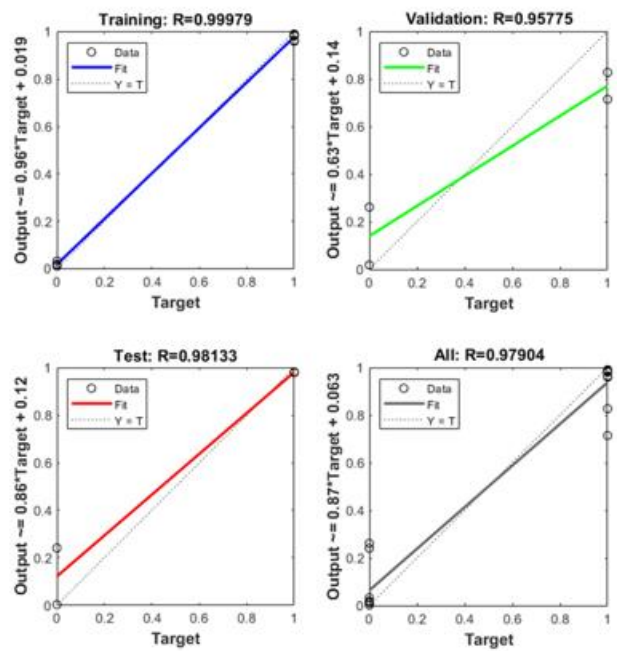 Training: R=0.99979
Output ~= 0.96*Target + 0.019
1
0.8
0.6
0.4
0.2
0
Data
Fit
Y = T
0 0.2 0.4 0.6 0.8 1
Target
Validation: R=0.95775
Output ~= 0.63*Target + 0.14
1
0.8
0.6
0.4
0.2
0
Data
Fit
Y = T
0 0.2 0.4 0.6 0.8 1
Target
Test: R=0.98133
Output ~= 0.86*Target + 0.12
1
0.8
0.6
0.4
0.2
0
Data
Fit
Y = T
0 0.2 0.4 0.6 0.8 1
Target
All: R=0.97904
Output ~= 0.87*Target + 0.063
1
0.8
0.6
0.4
0.2
0
Data
Fit
Y = T
0 0.2 0.4 0.6 0.8 1
Target